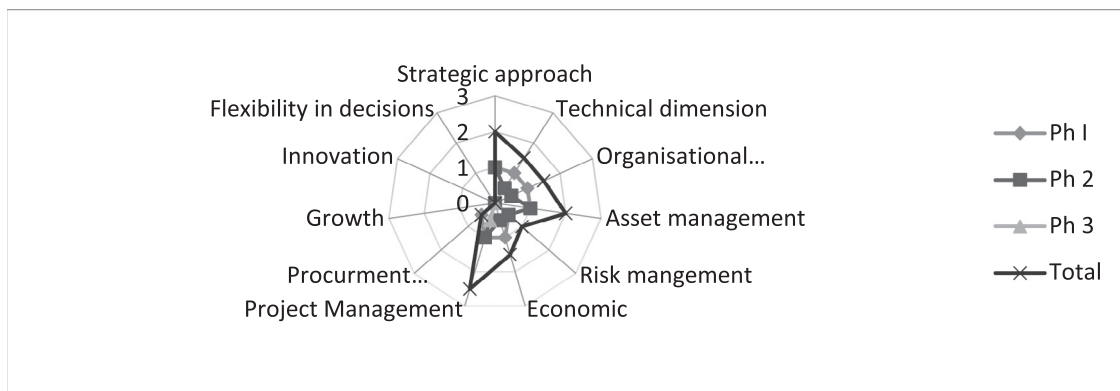 Strategic approach
3
Flexibility in decisions
Technical dimension
2
Innovation
Organisational...
1
0
Growth
Asset management
Procurment...
Risk mangement
Project Management
Economic
Ph I
Ph 2
Ph 3
Total